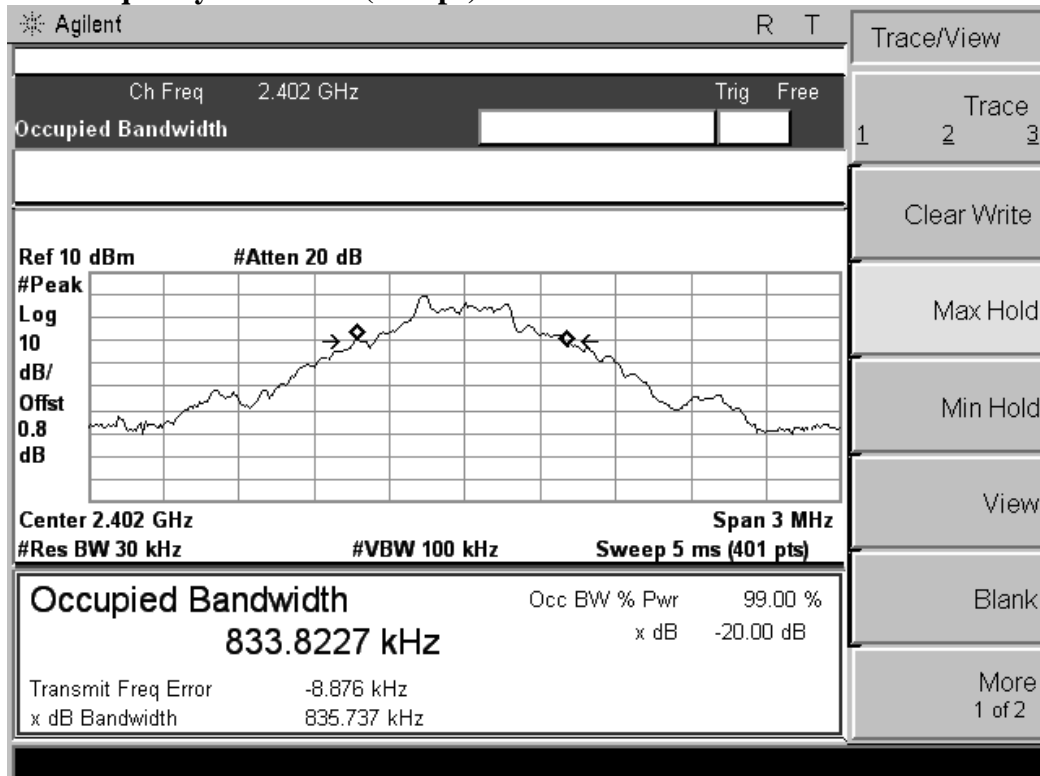 Agilent R T
Ch Freq 2.402 GHz Trig Free
Occupied Bandwidth
Ref 10 dBm #Atten 20 dB
#Peak
Log
10
dB/
Offst
0.8
dB
Center 2.402 GHz Span 3 MHz
#Res BW 30 kHz #VBW 100 kHz Sweep 5 ms (401 pts)
Occupied Bandwidth
833.8227 kHz
Occ BW % Pwr 99.00 %
x dB -20.00 dB
Transmit Freq Error -8.876 kHz
x dB Bandwidth 835.737 kHz
Trace/View
Trace
1 2 3
Clear Write
Max Hold
Min Hold
View
Blank
More
1 of 2